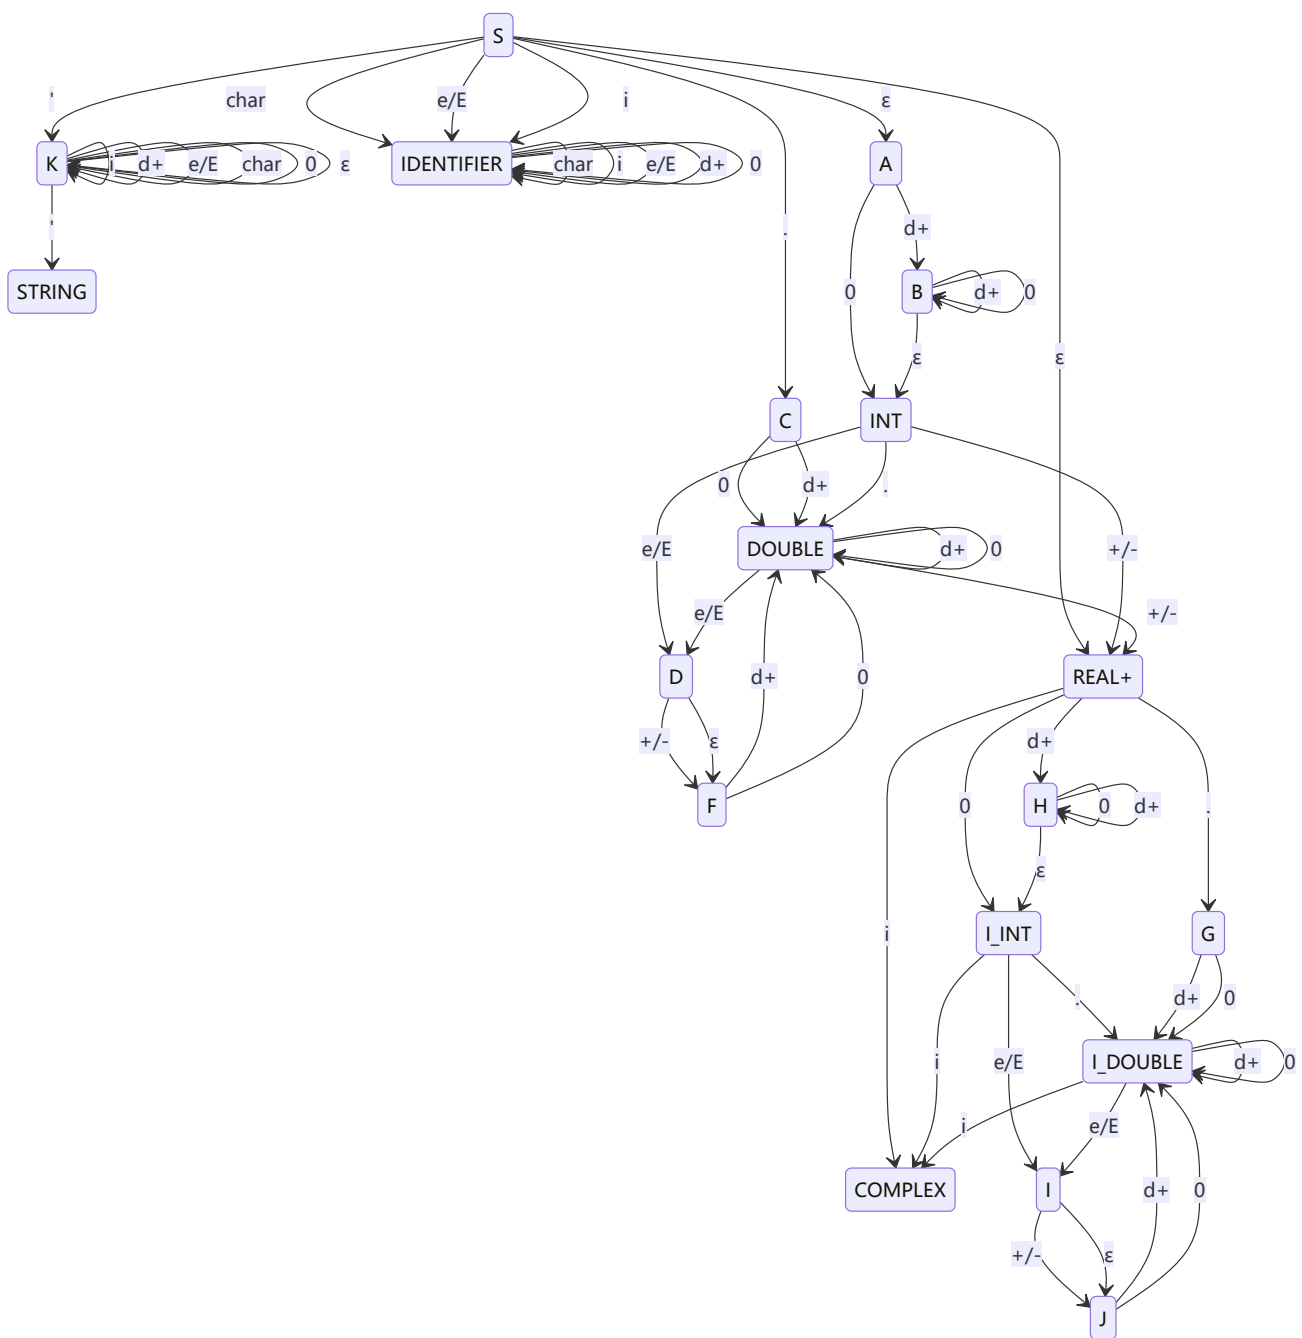 S
' char e/E i ε
K i d+ e/E char 0 ε IDENTIFIER char i e/E d+ 0 A
' . d+
STRING 0 B d+ 0
ε ε
C INT
0 d+ .
e/E DOUBLE d+ 0 +/-
e/E +/-
D d+ 0 REAL+
+/- ε d+
F 0 H 0 d+ .
ε
i I_INT G
. d+ 0
i e/E I_DOUBLE d+ 0
i e/E
COMPLEX I d+ 0
+/- ε
J